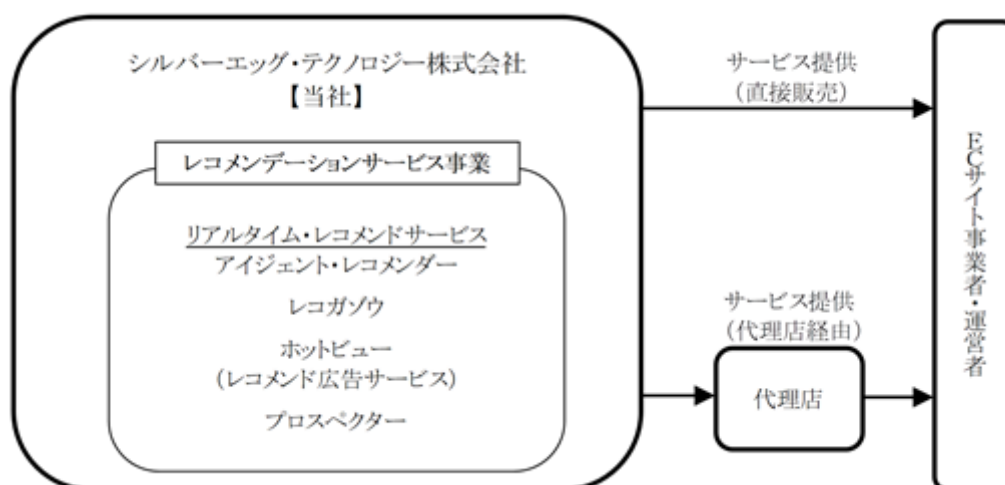 シルバーエッグ・テクノロジー株式会社
【当社】
レコメンデーションサービス事業
リアルタイム・レコメンドサービス
アイジェント・レコメンダー
レコガゾウ
ホットビュー
(レコメンド広告サービス)
プロスペクター
サービス提供
(直接販売)
サービス提供
(代理店経由)
代理店
ECサイト事業者・運営者